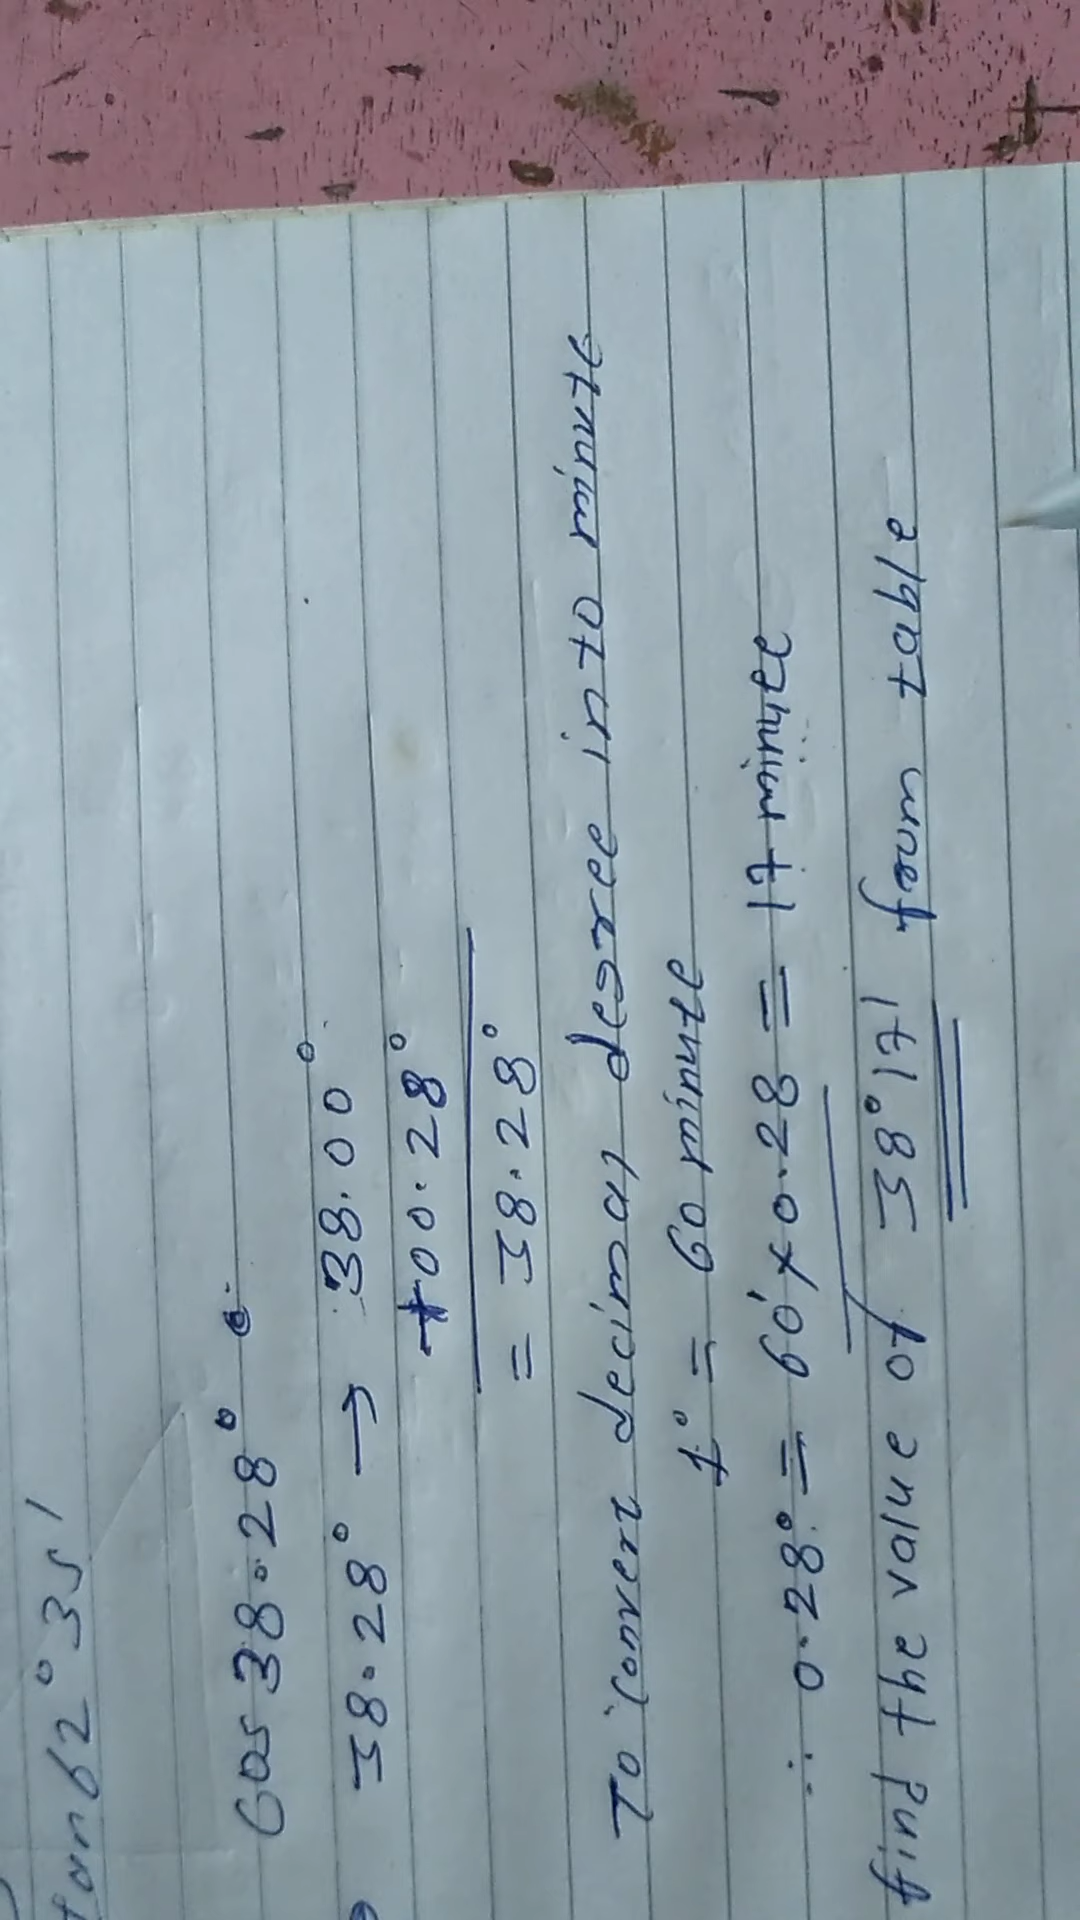 tan 62° 35'
cos 38.28°
38.28° → 38.00°
+00.28°
= 38.28°
To convert decimal degree into minute
1° = 60 minute
∴ 0.28° = 60' × 0.28 = 17 minute
find the value of 38° 17' from table